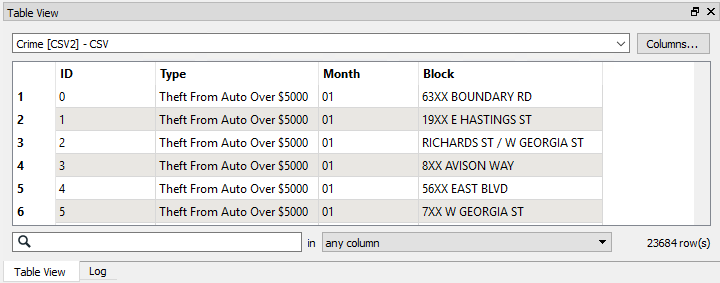 Table View
Crime [CSV2] - CSV Columns...
ID Type Month Block
1 0 Theft From Auto Over $5000 01 63XX BOUNDARY RD
2 1 Theft From Auto Over $5000 01 19XX E HASTINGS ST
3 2 Theft From Auto Over $5000 01 RICHARDS ST / W GEORGIA ST
4 3 Theft From Auto Over $5000 01 8XX AVISON WAY
5 4 Theft From Auto Over $5000 01 56XX EAST BLVD
6 5 Theft From Auto Over $5000 01 7XX W GEORGIA ST
in any column 23684 row(s)
Table View Log